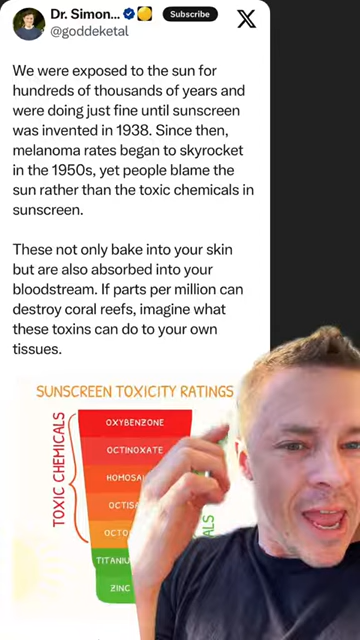 Dr. Simon...
Subscribe
X
@goddeketal
We were exposed to the sun for
hundreds of thousands of years and
were doing just fine until sunscreen
was invented in 1938. Since then,
melanoma rates began to skyrocket
in the 1950s, yet people blame the
sun rather than the toxic chemicals in
sunscreen.
These not only bake into your skin
but are also absorbed into your
bloodstream. If parts per million can
destroy coral reefs, imagine what
these toxins can do to your own
tissues.
SUNSCREEN TOXICITY RATINGS
TOXIC CHEMICALS
OXYBENZONE
OCTINOXATE
HOMOSAL
OCTISA
OCTO
TITANIU
ZINC
ALS